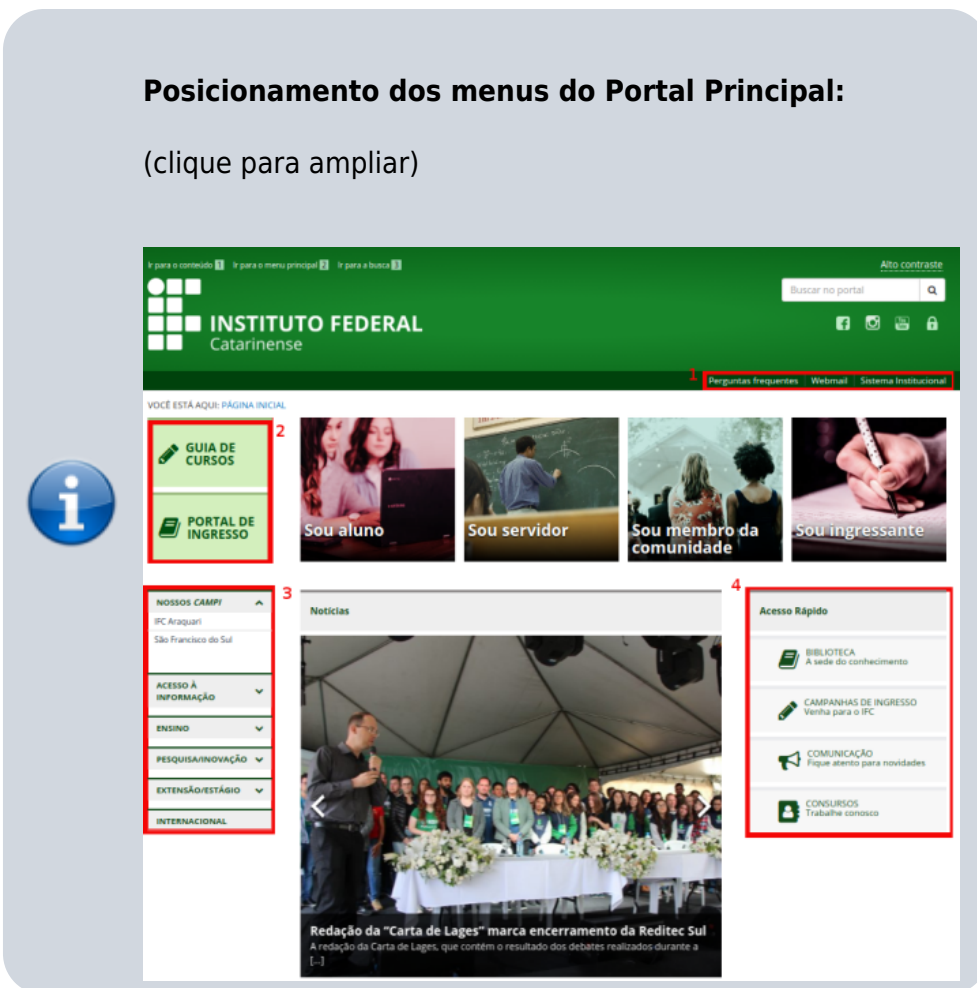 Posicionamento dos menus do Portal Principal:
(clique para ampliar)
Ir para o conteúdo 1 Ir para o menu principal 2 Ir para a busca 3
Alto contraste
Buscar no portal
INSTITUTO FEDERAL
Catarinense
1
Perguntas frequentes Webmail Sistema Institucional
VOCÊ ESTÁ AQUI: PÁGINA INICIAL
2
GUIA DE
CURSOS
PORTAL DE
INGRESSO
Sou aluno
Sou servidor
Sou membro da
comunidade
Sou ingressante
3
NOSSOS CAMPI
IFC Araquari
São Francisco do Sul
ACESSO À
INFORMAÇÃO
ENSINO
PESQUISA/INOVAÇÃO
EXTENSÃO/ESTÁGIO
INTERNACIONAL
Notícias
Redação da “Carta de Lages” marca encerramento da Reditec Sul
A redação da Carta de Lages, que contém o resultado dos debates realizados durante a
[...]
4
Acesso Rápido
BIBLIOTECA
A sede do conhecimento
CAMPANHAS DE INGRESSO
Venha para o IFC
COMUNICAÇÃO
Fique atento para novidades
CONSURSOS
Trabalhe conosco